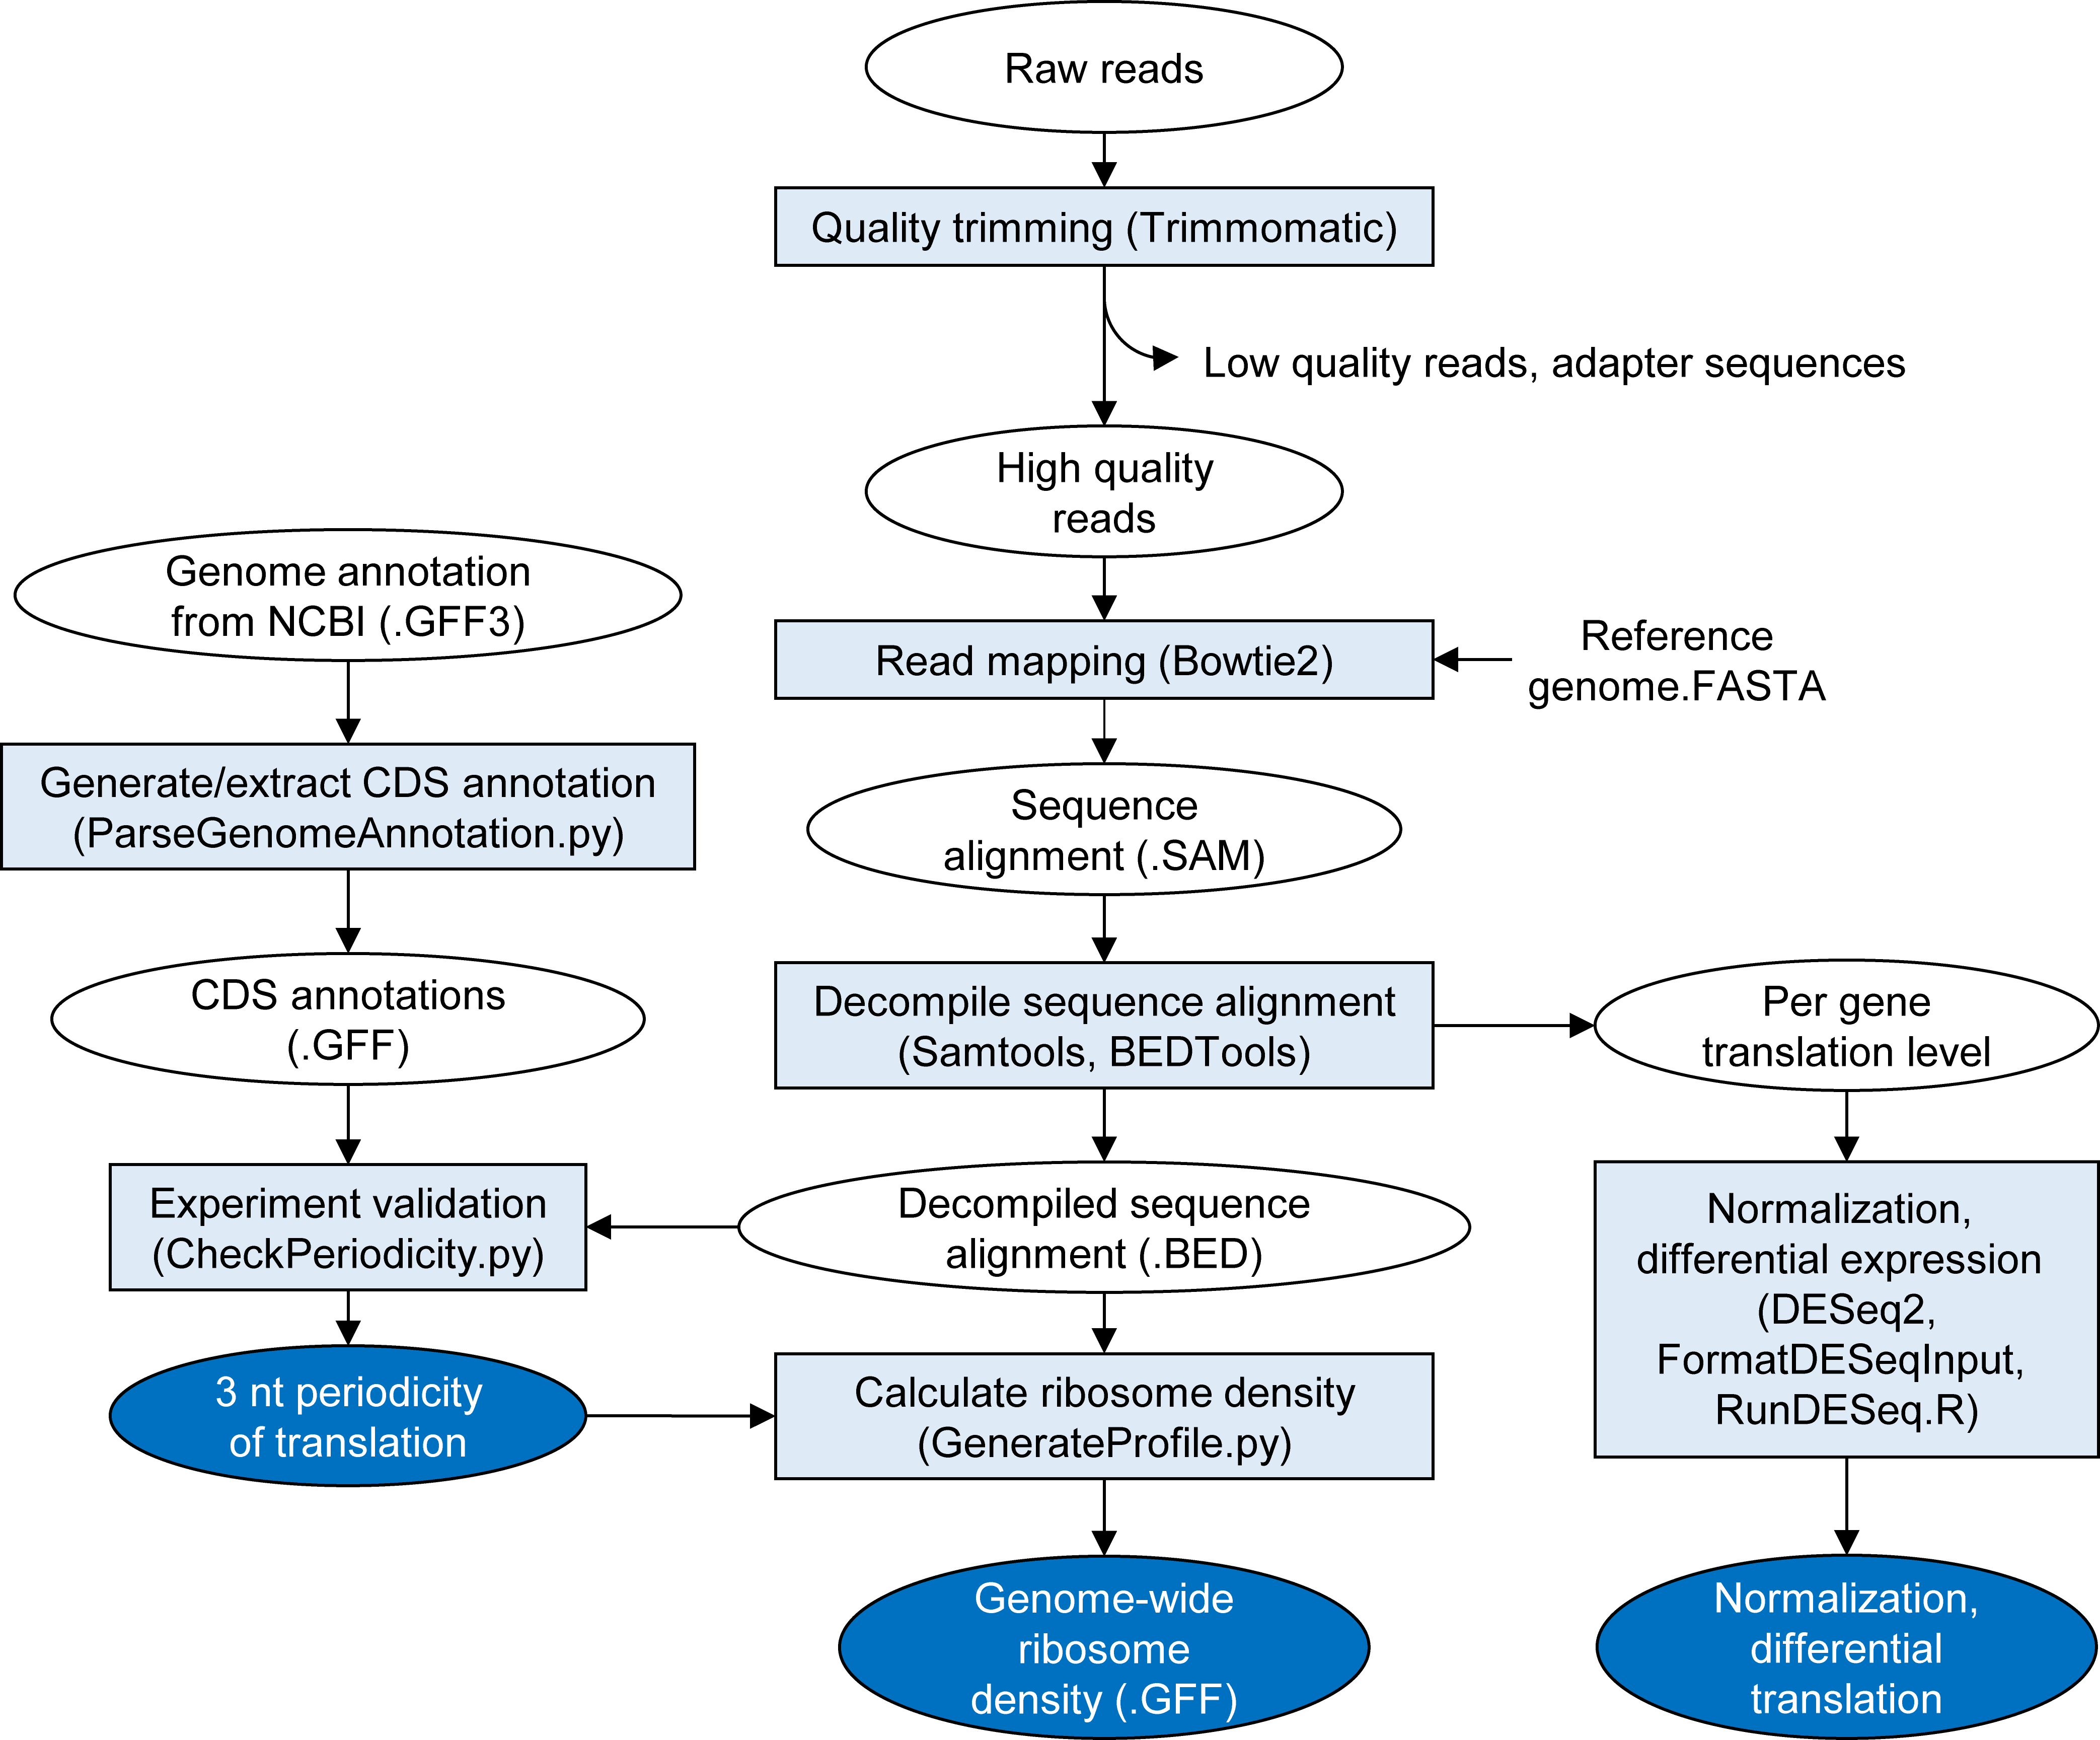 Raw reads
Quality trimming (Trimmomatic)
Low quality reads, adapter sequences
High quality
reads
Genome annotation
from NCBI (.GFF3)
Read mapping (Bowtie2)
Reference
genome.FASTA
Generate/extract CDS annotation
(ParseGenomeAnnotation.py)
Sequence
alignment (.SAM)
CDS annotations
(.GFF)
Decompile sequence alignment
(Samtools, BEDTools)
Per gene
translation level
Experiment validation
(CheckPeriodicity.py)
Decompiled sequence
alignment (.BED)
Normalization,
differential expression
(DESeq2,
FormatDESeqInput,
RunDESeq.R)
3 nt periodicity
of translation
Calculate ribosome density
(GenerateProfile.py)
Genome-wide
ribosome
density (.GFF)
Normalization,
differential
translation